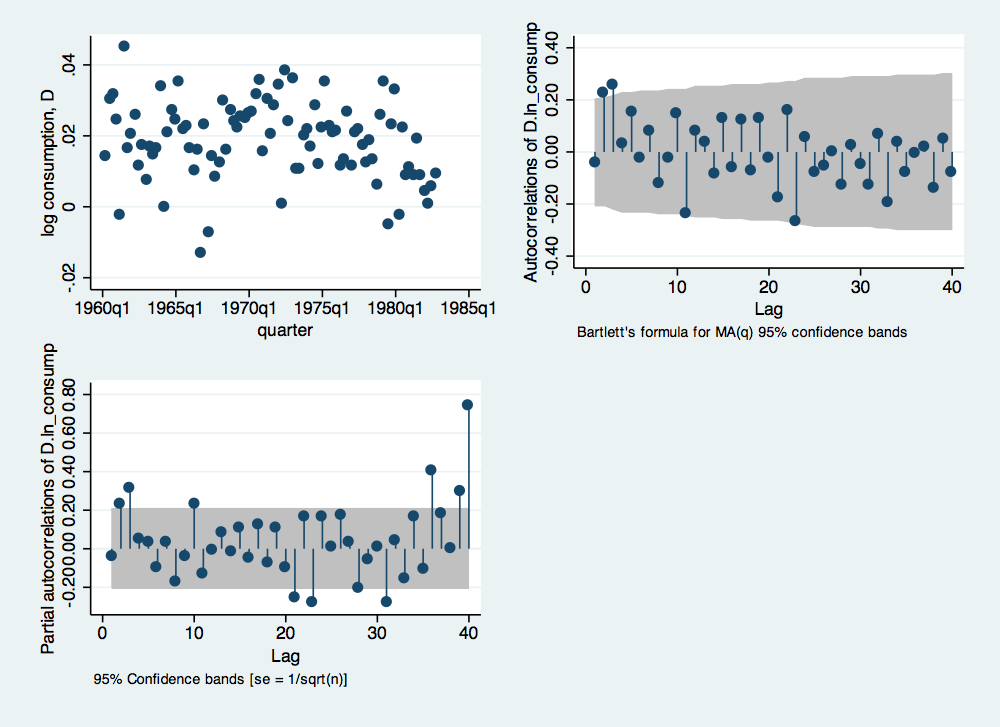 log consumption, D
.04
.02
0
-.02
1960q1 1965q1 1970q1 1975q1 1980q1 1985q1
quarter
Autocorrelations of D.ln_consump
0.40
0.20
0.00
-0.20
-0.40
0 10 20 30 40
Lag
Bartlett's formula for MA(q) 95% confidence bands
Partial autocorrelations of D.ln_consump
0.80
0.60
0.40
0.20
0.00
-0.20
0 10 20 30 40
Lag
95% Confidence bands [se = 1/sqrt(n)]